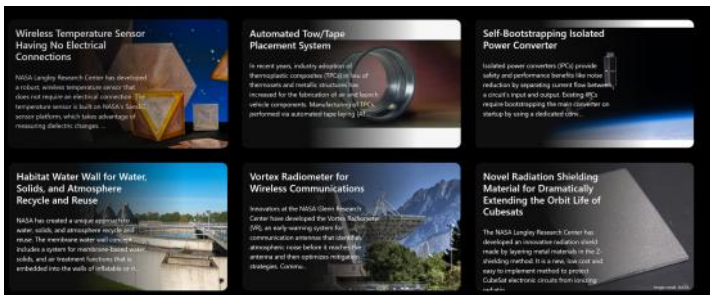 Wireless Temperature Sensor
Having No Electrical
Connections
NASA Langley Research Center has developed
a robust, wireless temperature sensor that
does not require an electrical connection. The
temperature sensor is built on NASA's SansEC
sensor platform, which takes advantage of
measuring dielectric changes ...
Automated Tow/Tape
Placement System
In recent years, industry adoption of
thermoplastic composites (TPCs) in lieu of
thermosets and metallic structures has
increased for the fabrication of air and launch
vehicle components. Manufacturing of TPCs
performed via automated tape laying (AT...
Self-Bootstrapping Isolated
Power Converter
Isolated power converters (IPCs) provide
safety and performance benefits like noise
reduction by separating current flow between
a circuit's input and output. Existing IPCs
require bootstrapping the main converter on
startup by using a dedicated conv...
Habitat Water Wall for Water,
Solids, and Atmosphere
Recycle and Reuse
NASA has created a unique approach to
water, solids, and atmosphere recycle and
reuse. The membrane water wall concept
includes a system for membrane-based water,
solids, and air treatment functions that is
embedded into the walls of inflatable or ri...
Vortex Radiometer for
Wireless Communications
Innovators at the NASA Glenn Research
Center have developed the Vortex Radiometer
(VR), an early-warning system for
communication antennas that identifies
atmospheric noise before it reaches the
antenna and then optimizes mitigation
strategies. Commu...
Novel Radiation Shielding
Material for Dramatically
Extending the Orbit Life of
Cubesats
The NASA Langley Research Center has
developed an innovative radiation shield
made by layering metal materials in the Z-
shielding method. It is a new, low cost and
easy to implement method to protect
CubeSat electronic circuits from ionizing